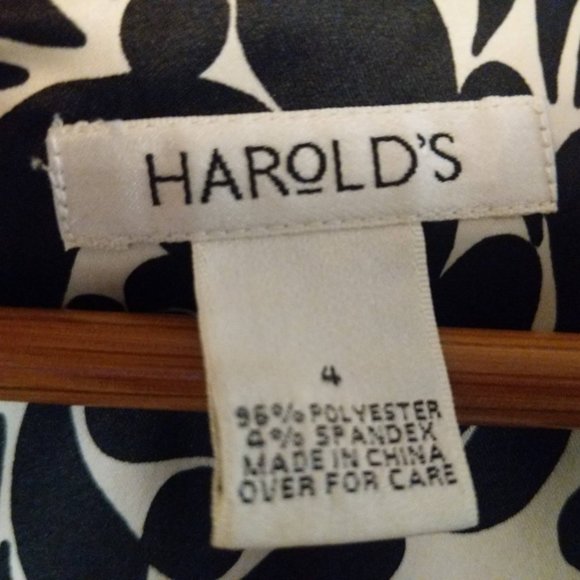 HAROLD'S
4
96% POLYESTER
4% SPANDEX
MADE IN CHINA
OVER FOR CARE